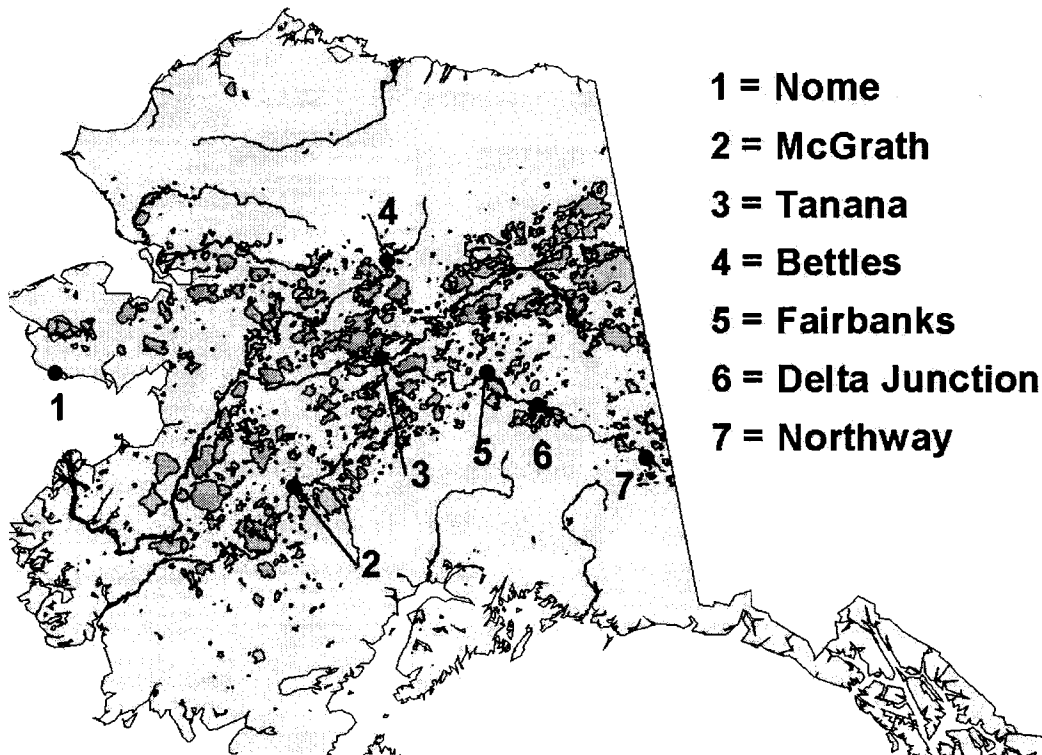 1 = Nome
2 = McGrath
3 = Tanana
4 = Bettles
5 = Fairbanks
6 = Delta Junction
7 = Northway
4
1
5
6
3
7
2